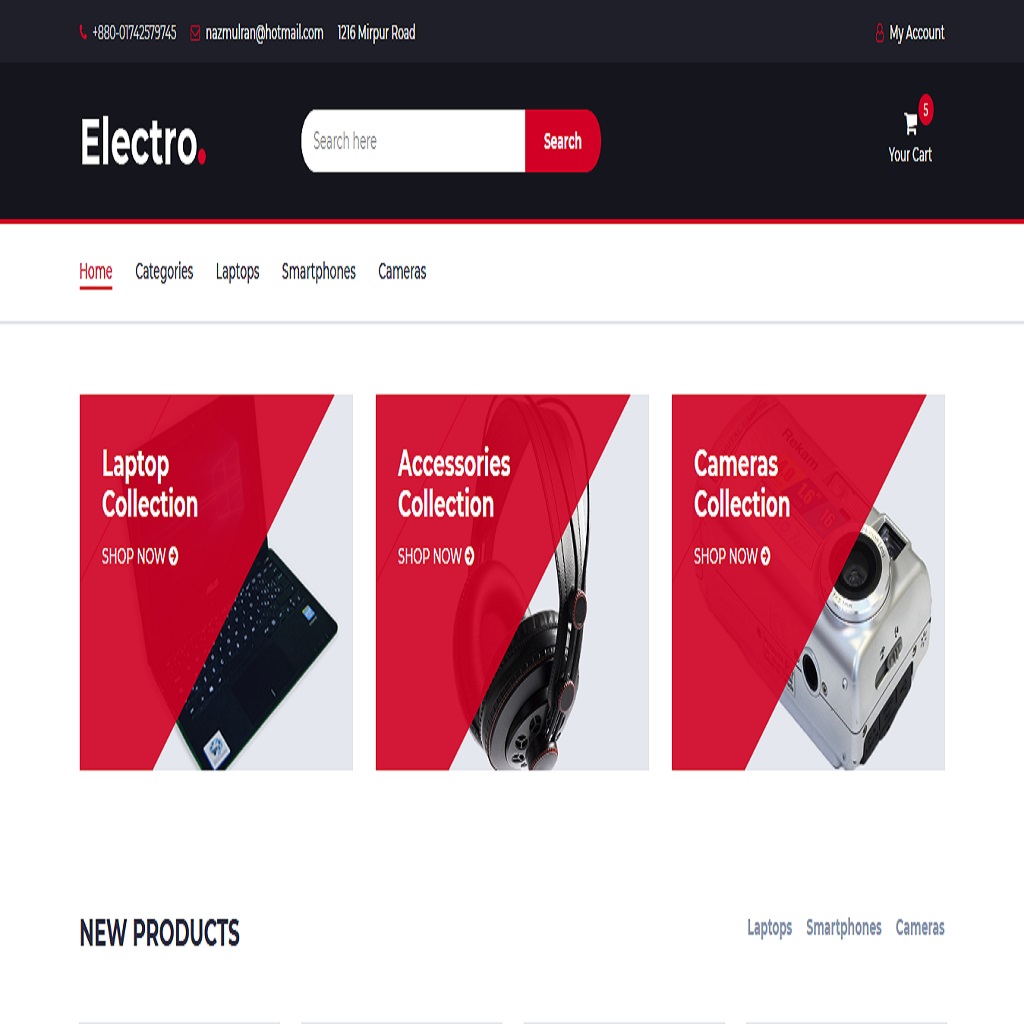 +880-01742579745 nazmulran@hotmail.com 1216 Mirpur Road My Account
Electro.
Search here
Search
5
Your Cart
Home Categories Laptops Smartphones Cameras
Laptop
Collection
SHOP NOW
Accessories
Collection
SHOP NOW
Rekam
Cameras
Collection
SHOP NOW
NEW PRODUCTS
Laptops Smartphones Cameras